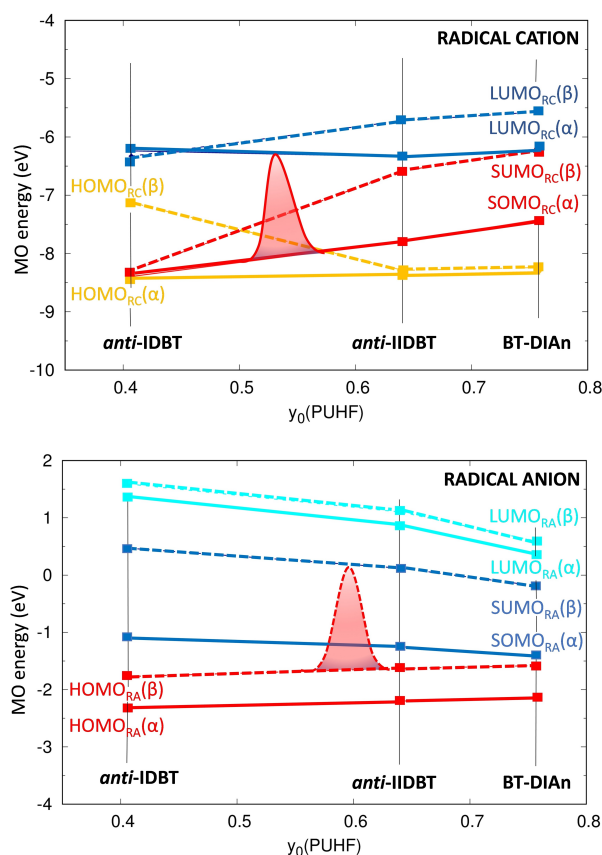 -4
RADICAL CATION
-5
LUMO_RC(β)
LUMO_RC(α)
-6
HOMO_RC(β)
SUMO_RC(β)
-7
SOMO_RC(α)
MO energy (eV)
-8
HOMO_RC(α)
-9
anti-IDBT
anti-IIDBT
BT-DIAn
-10
0.4
0.5
0.6
0.7
0.8
y₀(PUHF)
2
RADICAL ANION
1
LUMO_RA(β)
LUMO_RA(α)
0
SUMO_RA(β)
MO energy (eV)
-1
SOMO_RA(α)
-2
HOMO_RA(β)
HOMO_RA(α)
-3
anti-IDBT
anti-IIDBT
BT-DIAn
-4
0.4
0.5
0.6
0.7
0.8
y₀(PUHF)